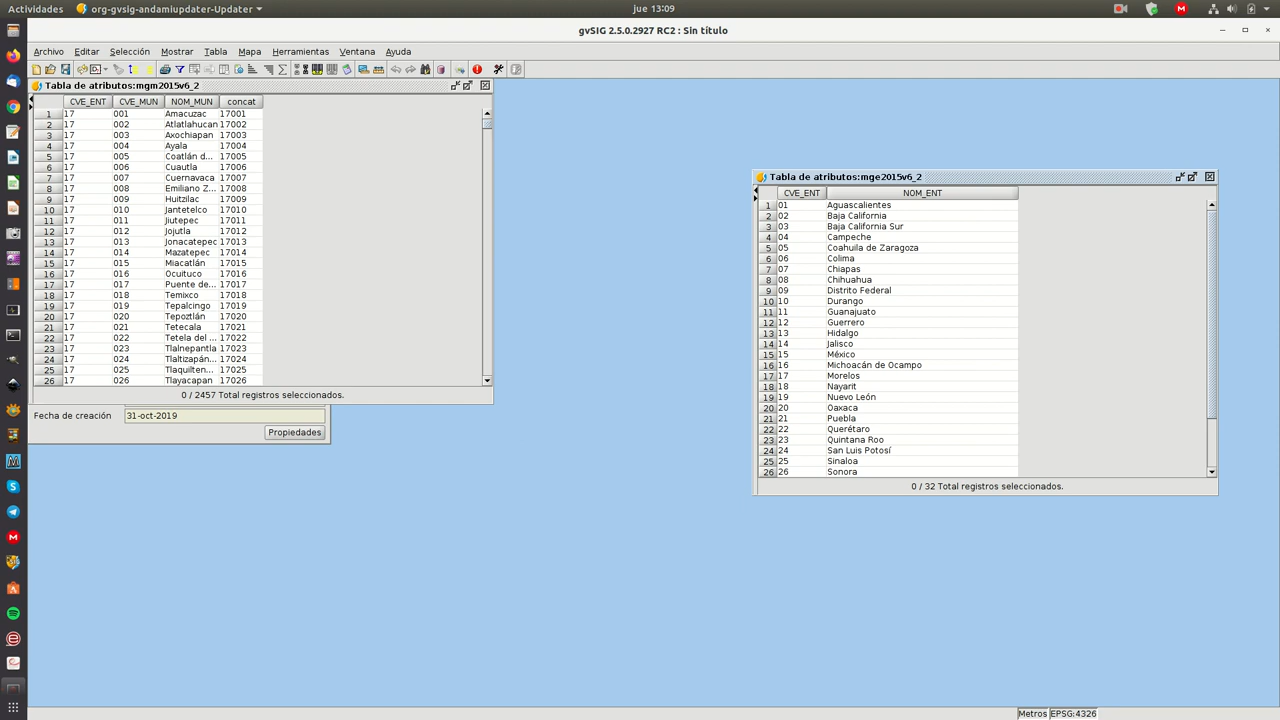 Actividades org-gvsig-andamiupdater-Updater jue 13:09
gvSIG 2.5.0.2927 RC2 : Sin titulo
Archivo Editar Selección Mostrar Tabla Mapa Herramientas Ventana Ayuda
Tabla de atributos:mgm2015v6_2
CVE_ENT CVE_MUN NOM_MUN concat
1 17 001 Amacuzac 17001
2 17 002 Atlatlahucan 17002
3 17 003 Axochiapan 17003
4 17 004 Ayala 17004
5 17 005 Coatlán d... 17005
6 17 006 Cuautla 17006
7 17 007 Cuernavaca 17007
8 17 008 Emiliano Z... 17008
9 17 009 Huitzilac 17009
10 17 010 Jantetelco 17010
11 17 011 Jiutepec 17011
12 17 012 Jojutla 17012
13 17 013 Jonacatepec 17013
14 17 014 Mazatepec 17014
15 17 015 Miacatlán 17015
16 17 016 Ocuituco 17016
17 17 017 Puente de... 17017
18 17 018 Temixco 17018
19 17 019 Tepalcingo 17019
20 17 020 Tepoztlán 17020
21 17 021 Tetecala 17021
22 17 022 Tetela del ... 17022
23 17 023 Tlalnepantla 17023
24 17 024 Tlaltizapán... 17024
25 17 025 Tlaquilten... 17025
26 17 026 Tlayacapan 17026
0 / 2457 Total registros seleccionados.
Fecha de creación 31-oct-2019
Propiedades
Tabla de atributos:mge2015v6_2
CVE_ENT NOM_ENT
1 01 Aguascalientes
2 02 Baja California
3 03 Baja California Sur
4 04 Campeche
5 05 Coahuila de Zaragoza
6 06 Colima
7 07 Chiapas
8 08 Chihuahua
9 09 Distrito Federal
10 10 Durango
11 11 Guanajuato
12 12 Guerrero
13 13 Hidalgo
14 14 Jalisco
15 15 México
16 16 Michoacán de Ocampo
17 17 Morelos
18 18 Nayarit
19 19 Nuevo León
20 20 Oaxaca
21 21 Puebla
22 22 Querétaro
23 23 Quintana Roo
24 24 San Luis Potosí
25 25 Sinaloa
26 26 Sonora
0 / 32 Total registros seleccionados.
Metros EPSG:4326